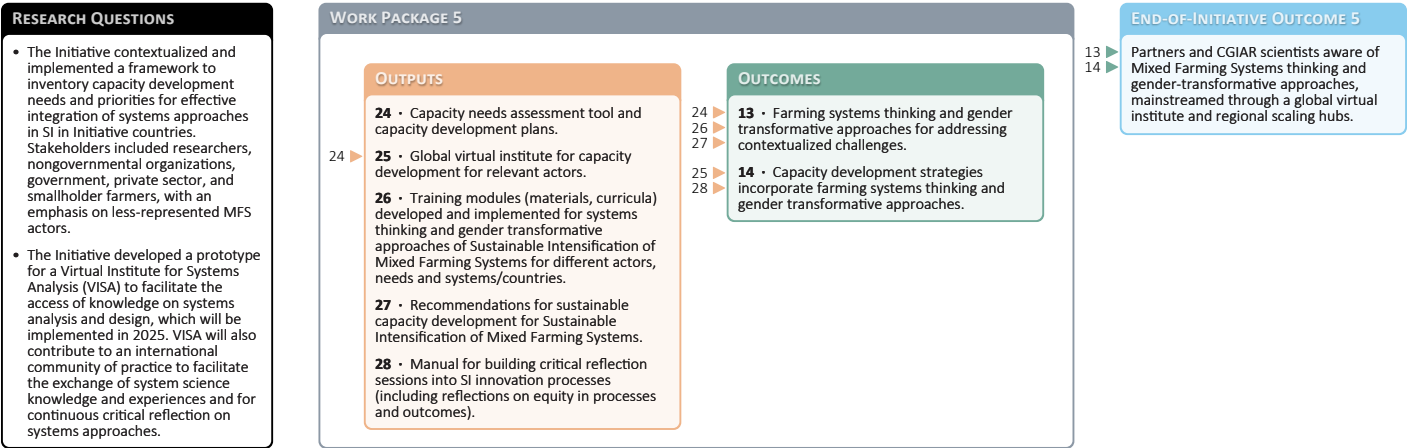 RESEARCH QUESTIONS
• The Initiative contextualized and
implemented a framework to
inventory capacity development
needs and priorities for effective
integration of systems approaches
in SI in Initiative countries.
Stakeholders included researchers,
nongovernmental organizations,
government, private sector, and
smallholder farmers, with an
emphasis on less-represented MFS
actors.
• The Initiative developed a prototype
for a Virtual Institute for Systems
Analysis (VISA) to facilitate the
access of knowledge on systems
analysis and design, which will be
implemented in 2025. VISA will also
contribute to an international
community of practice to facilitate
the exchange of system science
knowledge and experiences and for
continuous critical reflection on
systems approaches.
WORK PACKAGE 5
OUTPUTS
24 · Capacity needs assessment tool and
capacity development plans.
24
25 · Global virtual institute for capacity
development for relevant actors.
26 · Training modules (materials, curricula)
developed and implemented for systems
thinking and gender transformative
approaches of Sustainable Intensification of
Mixed Farming Systems for different actors,
needs and systems/countries.
27 · Recommendations for sustainable
capacity development for Sustainable
Intensification of Mixed Farming Systems.
28 · Manual for building critical reflection
sessions into SI innovation processes
(including reflections on equity in processes
and outcomes).
OUTCOMES
24
26
27
13 · Farming systems thinking and gender
transformative approaches for addressing
contextualized challenges.
25
28
14 · Capacity development strategies
incorporate farming systems thinking and
gender transformative approaches.
END-OF-INITIATIVE OUTCOME 5
13
14
Partners and CGIAR scientists aware of
Mixed Farming Systems thinking and
gender-transformative approaches,
mainstreamed through a global virtual
institute and regional scaling hubs.